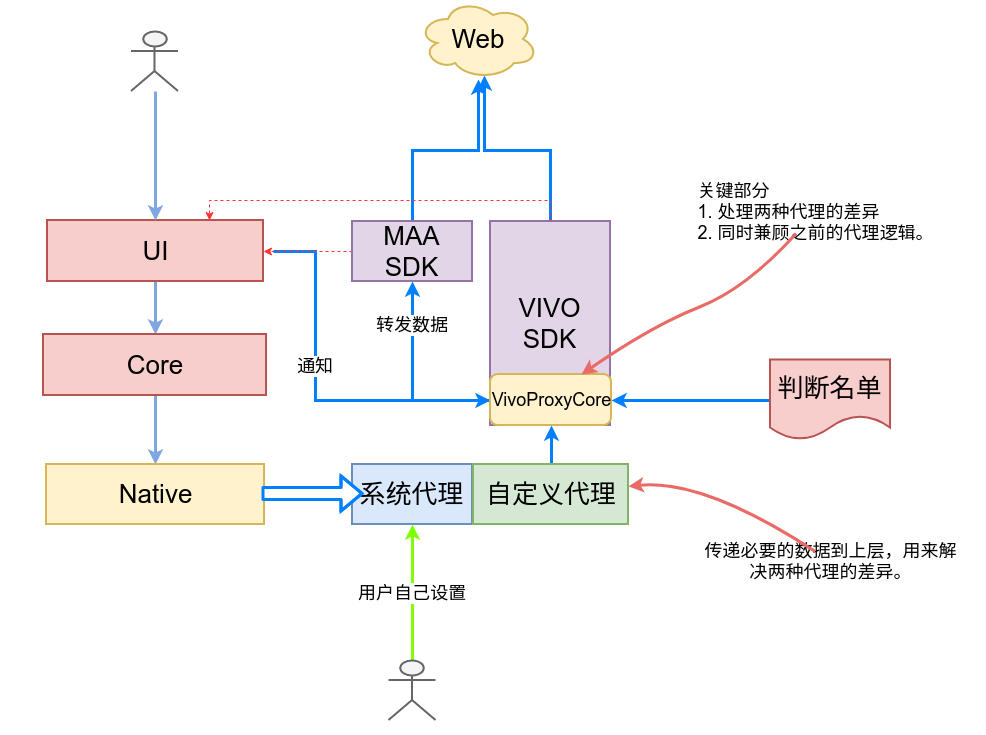 Web
关键部分
1. 处理两种代理的差异
2. 同时兼顾之前的代理逻辑。
UI
MAA
SDK
VIVO
SDK
转发数据
Core
通知
VivoProxyCore
判断名单
Native
系统代理
自定义代理
传递必要的数据到上层，用来解
决两种代理的差异。
用户自己设置